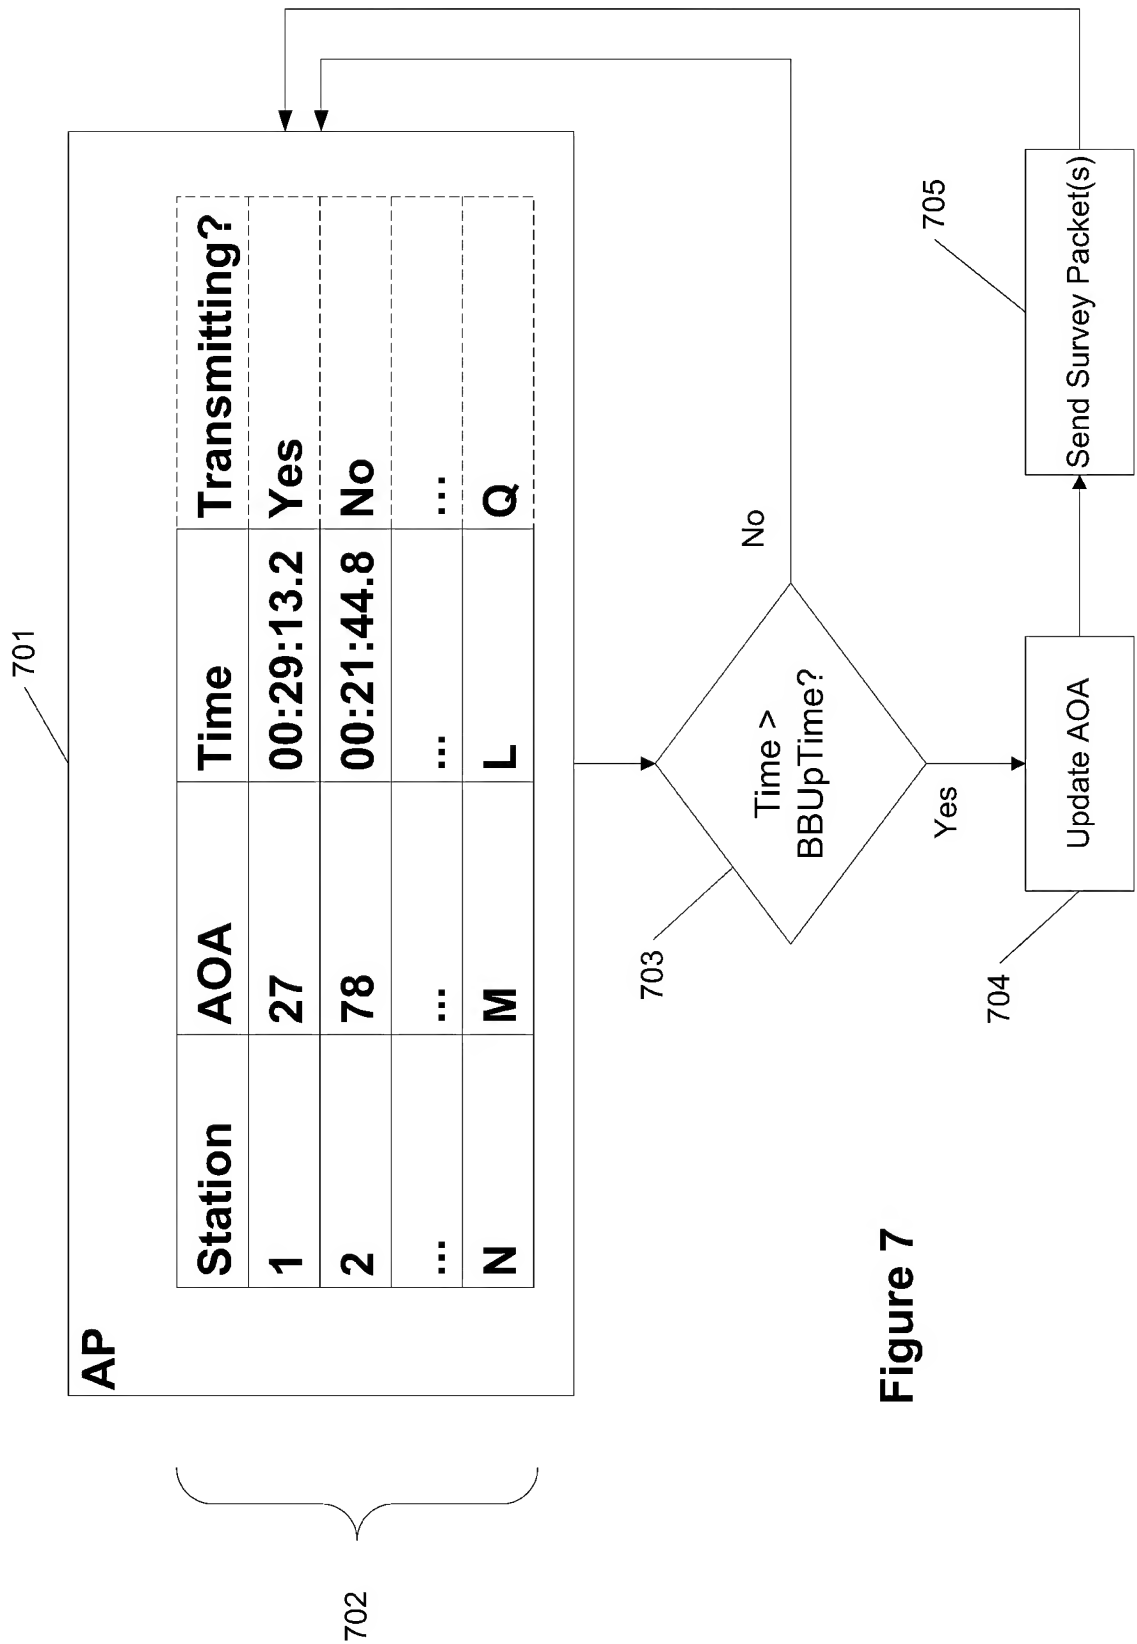 701
AP
Station AOA Time Transmitting?
1 27 00:29:13.2 Yes
2 78 00:21:44.8 No
... ... ... ...
N M L Q
702
703
Time >
BBUpTime?
No
Yes
704
Update AOA
705
Send Survey Packet(s)
Figure 7